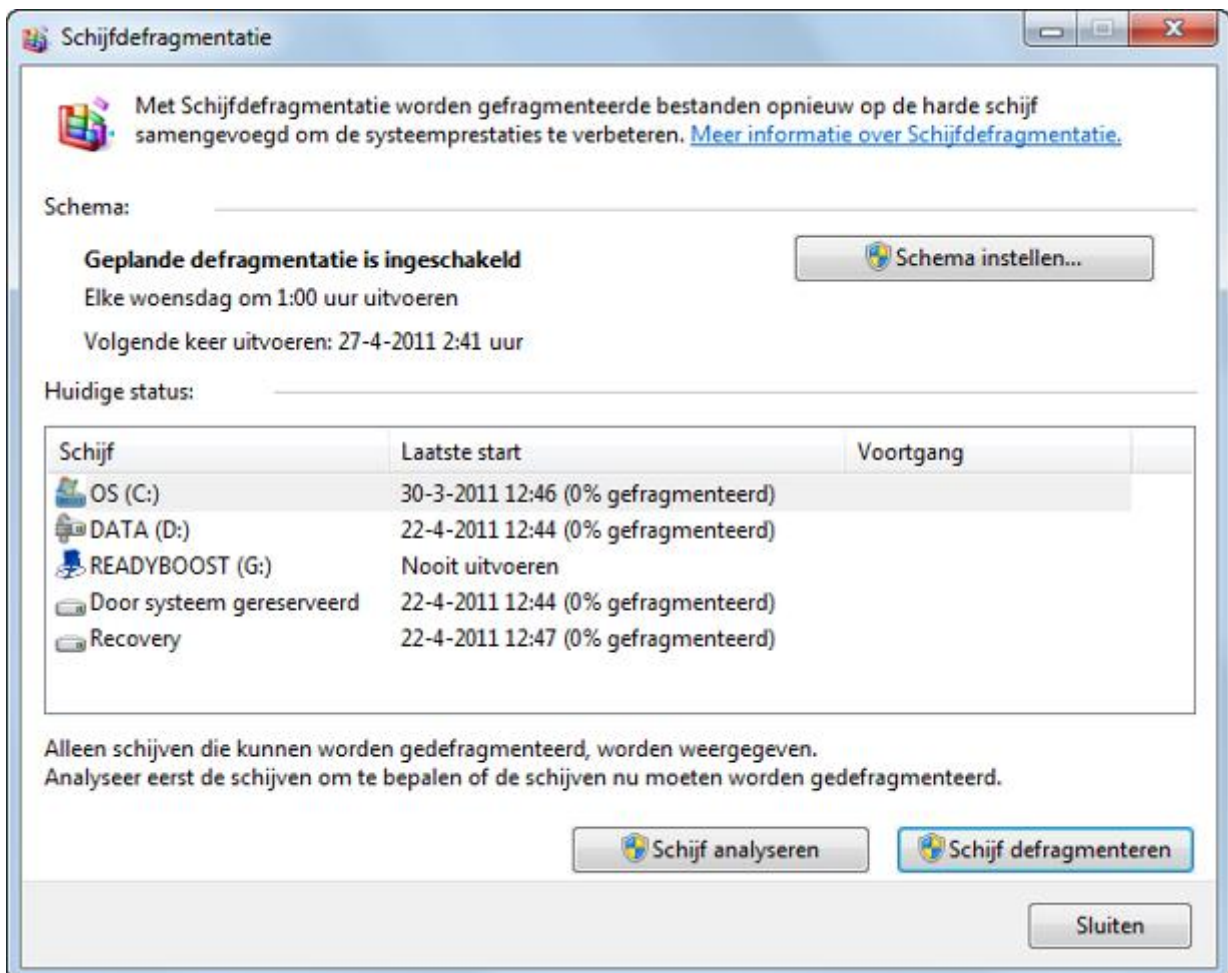 Schijfdefragmentatie
Met Schijfdefragmentatie worden gefragmenteerde bestanden opnieuw op de harde schijf
samengevoegd om de systeemprestaties te verbeteren. Meer informatie over Schijfdefragmentatie.
Schema:
Geplande defragmentatie is ingeschakeld
Schema instellen...
Elke woensdag om 1:00 uur uitvoeren
Volgende keer uitvoeren: 27-4-2011 2:41 uur
Huidige status:
Schijf Laatste start Voortgang
OS (C:) 30-3-2011 12:46 (0% gefragmenteerd)
DATA (D:) 22-4-2011 12:44 (0% gefragmenteerd)
READYBOOST (G:) Nooit uitvoeren
Door systeem gereserveerd 22-4-2011 12:44 (0% gefragmenteerd)
Recovery 22-4-2011 12:47 (0% gefragmenteerd)
Alleen schijven die kunnen worden gedefragmenteerd, worden weergegeven.
Analyseer eerst de schijven om te bepalen of de schijven nu moeten worden gedefragmenteerd.
Schijf analyseren Schijf defragmenteren
Sluiten